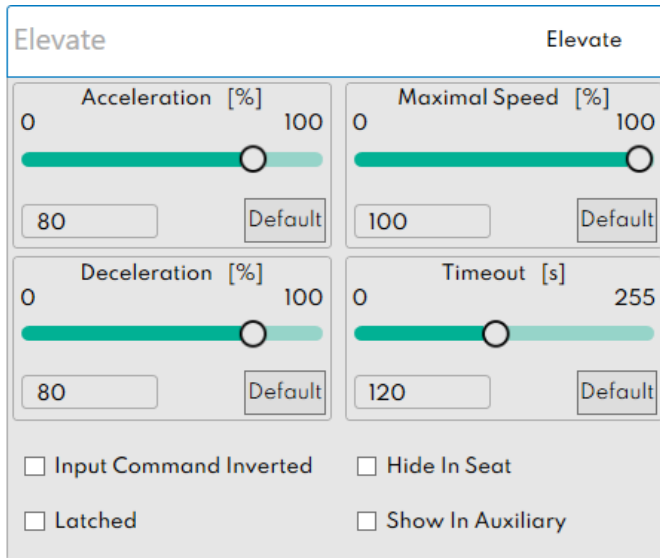 Elevate Elevate
Acceleration [%]
0 100
80 Default
Maximal Speed [%]
0 100
100 Default
Deceleration [%]
0 100
80 Default
Timeout [s]
0 255
120 Default
Input Command Inverted
Hide In Seat
Latched
Show In Auxiliary